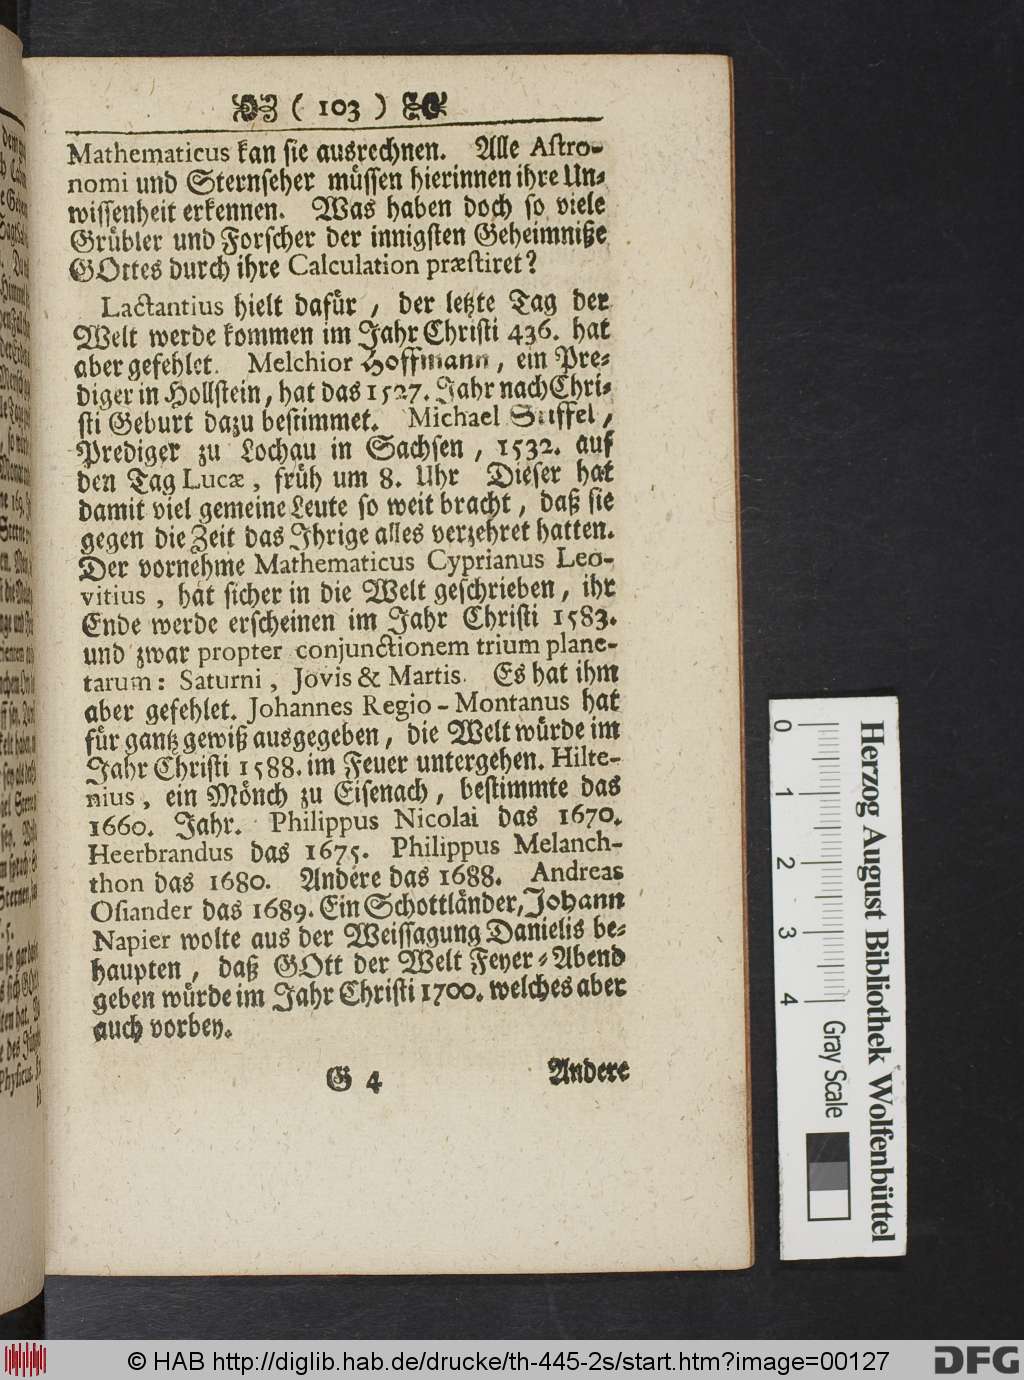 ( 103 )
Mathematicus kan sie ausrechnen. Alle Astro-
nomi und Sternseher müssen hierinnen ihre Un-
wissenheit erkennen. Was haben doch so viele
Grübler und Forscher der innigsten Geheimniße
GOttes durch ihre Calculation præstiret?
Lactantius hielt dafür, der letzte Tag der
Welt werde kommen im Jahr Christi 436. hat
aber gefehlet. Melchior Hoffmann, ein Pre-
diger in Hollstein, hat das 1527. Jahr nach Chri-
sti Geburt dazu bestimmet. Michael Stiffel,
Prediger zu Lochau in Sachsen, 1532. auf
den Tag Lucæ, früh um 8. Uhr Dieser hat
damit viel gemeine Leute so weit bracht, daß sie
gegen die Zeit das Ihrige alles verzehret hatten.
Der vornehme Mathematicus Cyprianus Leo-
vitius, hat sicher in die Welt geschrieben, ihr
Ende werde erscheinen im Jahr Christi 1583.
und zwar propter conjunctionem trium plane-
tarum: Saturni, Jovis & Martis. Es hat ihm
aber gefehlet. Johannes Regio-Montanus hat
für gantz gewiß ausgegeben, die Welt würde im
Jahr Christi 1588. im Feuer untergehen. Hilte-
nius, ein Mönch zu Eisenach, bestimmte das
1660. Jahr. Philippus Nicolai das 1670.
Heerbrandus das 1675. Philippus Melanch-
thon das 1680. Andere das 1688. Andreas
Osiander das 1689. Ein Schottländer, Johann
Napier wolte aus der Weissagung Danielis be-
haupten, daß GOtt der Welt Feyer-Abend
geben würde im Jahr Christi 1700. welches aber
auch vorbey.
G 4 Andere
0 1 2 3 4
Gray Scale
Herzog August Bibliothek Wolfenbüttel
© HAB http://diglib.hab.de/drucke/th-445-2s/start.htm?image=00127
DFG